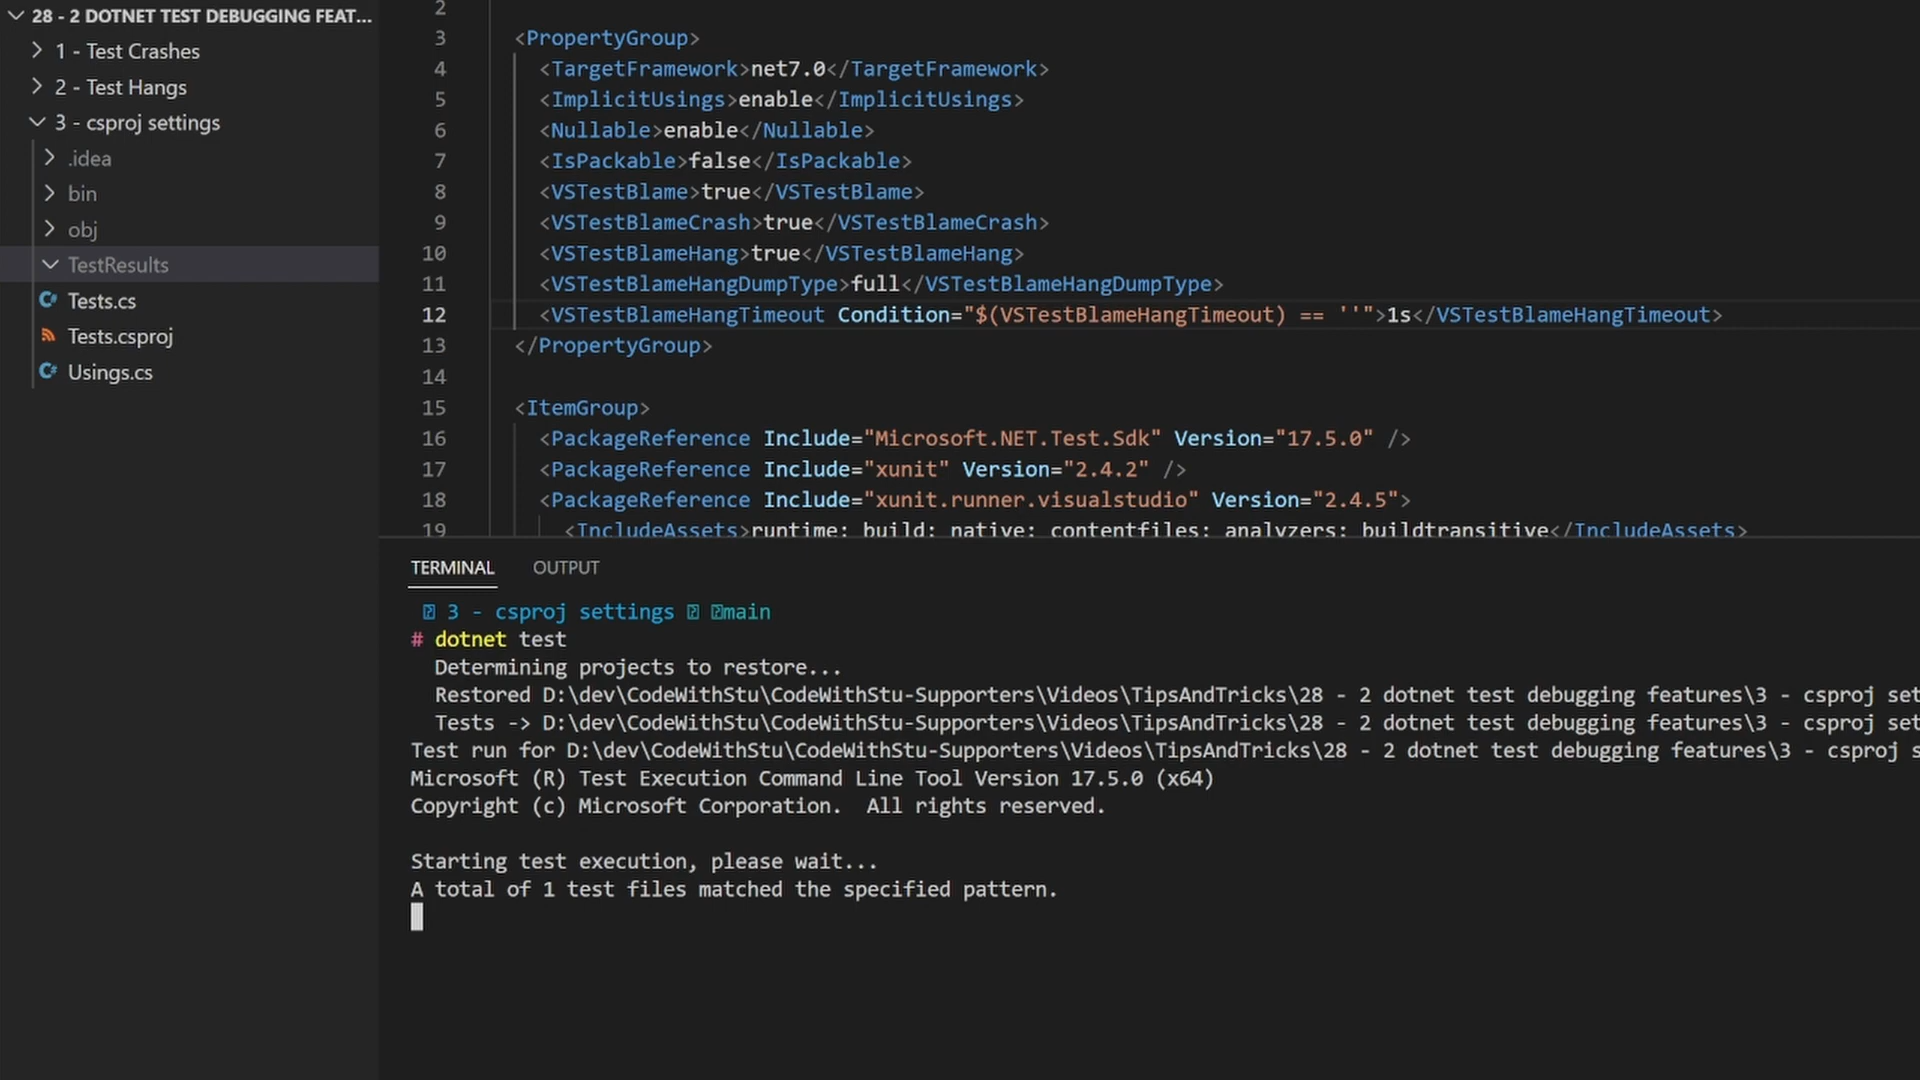 28 - 2 DOTNET TEST DEBUGGING FEAT...
1 - Test Crashes
2 - Test Hangs
3 - csproj settings
.idea
bin
obj
TestResults
Tests.cs
Tests.csproj
Usings.cs
2
3 <PropertyGroup>
4 <TargetFramework>net7.0</TargetFramework>
5 <ImplicitUsings>enable</ImplicitUsings>
6 <Nullable>enable</Nullable>
7 <IsPackable>false</IsPackable>
8 <VSTestBlame>true</VSTestBlame>
9 <VSTestBlameCrash>true</VSTestBlameCrash>
10 <VSTestBlameHang>true</VSTestBlameHang>
11 <VSTestBlameHangDumpType>full</VSTestBlameHangDumpType>
12 <VSTestBlameHangTimeout Condition="$(VSTestBlameHangTimeout) == ''">1s</VSTestBlameHangTimeout>
13 </PropertyGroup>
14
15 <ItemGroup>
16 <PackageReference Include="Microsoft.NET.Test.Sdk" Version="17.5.0" />
17 <PackageReference Include="xunit" Version="2.4.2" />
18 <PackageReference Include="xunit.runner.visualstudio" Version="2.4.5">
19 <IncludeAssets>runtime; build; native; contentfiles; analyzers; buildtransitive</IncludeAssets>
TERMINAL OUTPUT
3 - csproj settings main
# dotnet test
Determining projects to restore...
Restored D:\dev\CodeWithStu\CodeWithStu-Supporters\Videos\TipsAndTricks\28 - 2 dotnet test debugging features\3 - csproj set
Tests -> D:\dev\CodeWithStu\CodeWithStu-Supporters\Videos\TipsAndTricks\28 - 2 dotnet test debugging features\3 - csproj set
Test run for D:\dev\CodeWithStu\CodeWithStu-Supporters\Videos\TipsAndTricks\28 - 2 dotnet test debugging features\3 - csproj s
Microsoft (R) Test Execution Command Line Tool Version 17.5.0 (x64)
Copyright (c) Microsoft Corporation.  All rights reserved.
Starting test execution, please wait...
A total of 1 test files matched the specified pattern.